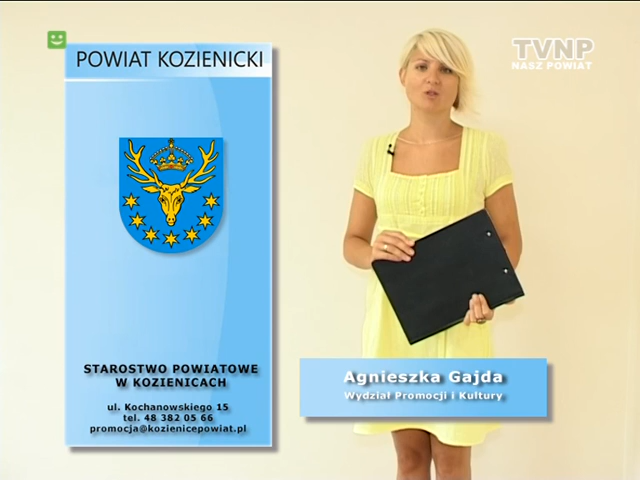 POWIAT KOZIENICKI
TVNP
NASZ POWIAT
STAROSTWO POWIATOWE
W KOZIENICACH
ul. Kochanowskiego 15
tel. 48 382 05 66
promocja@kozienicepowiat.pl
Agnieszka Gajda
Wydział Promocji i Kultury